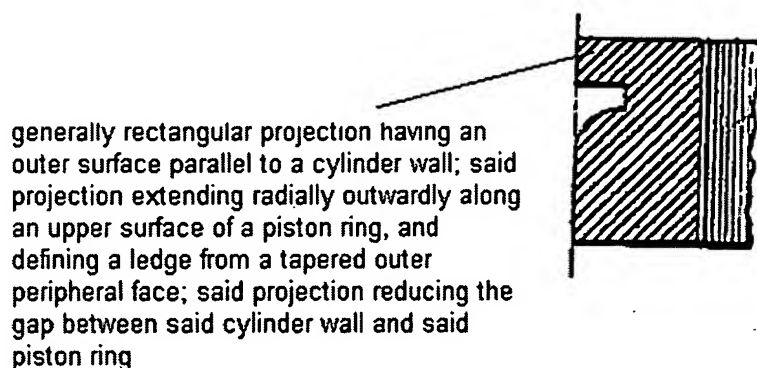 generally rectangular projection having an
outer surface parallel to a cylinder wall; said
projection extending radially outwardly along
an upper surface of a piston ring, and
defining a ledge from a tapered outer
peripheral face; said projection reducing the
gap between said cylinder wall and said
piston ring